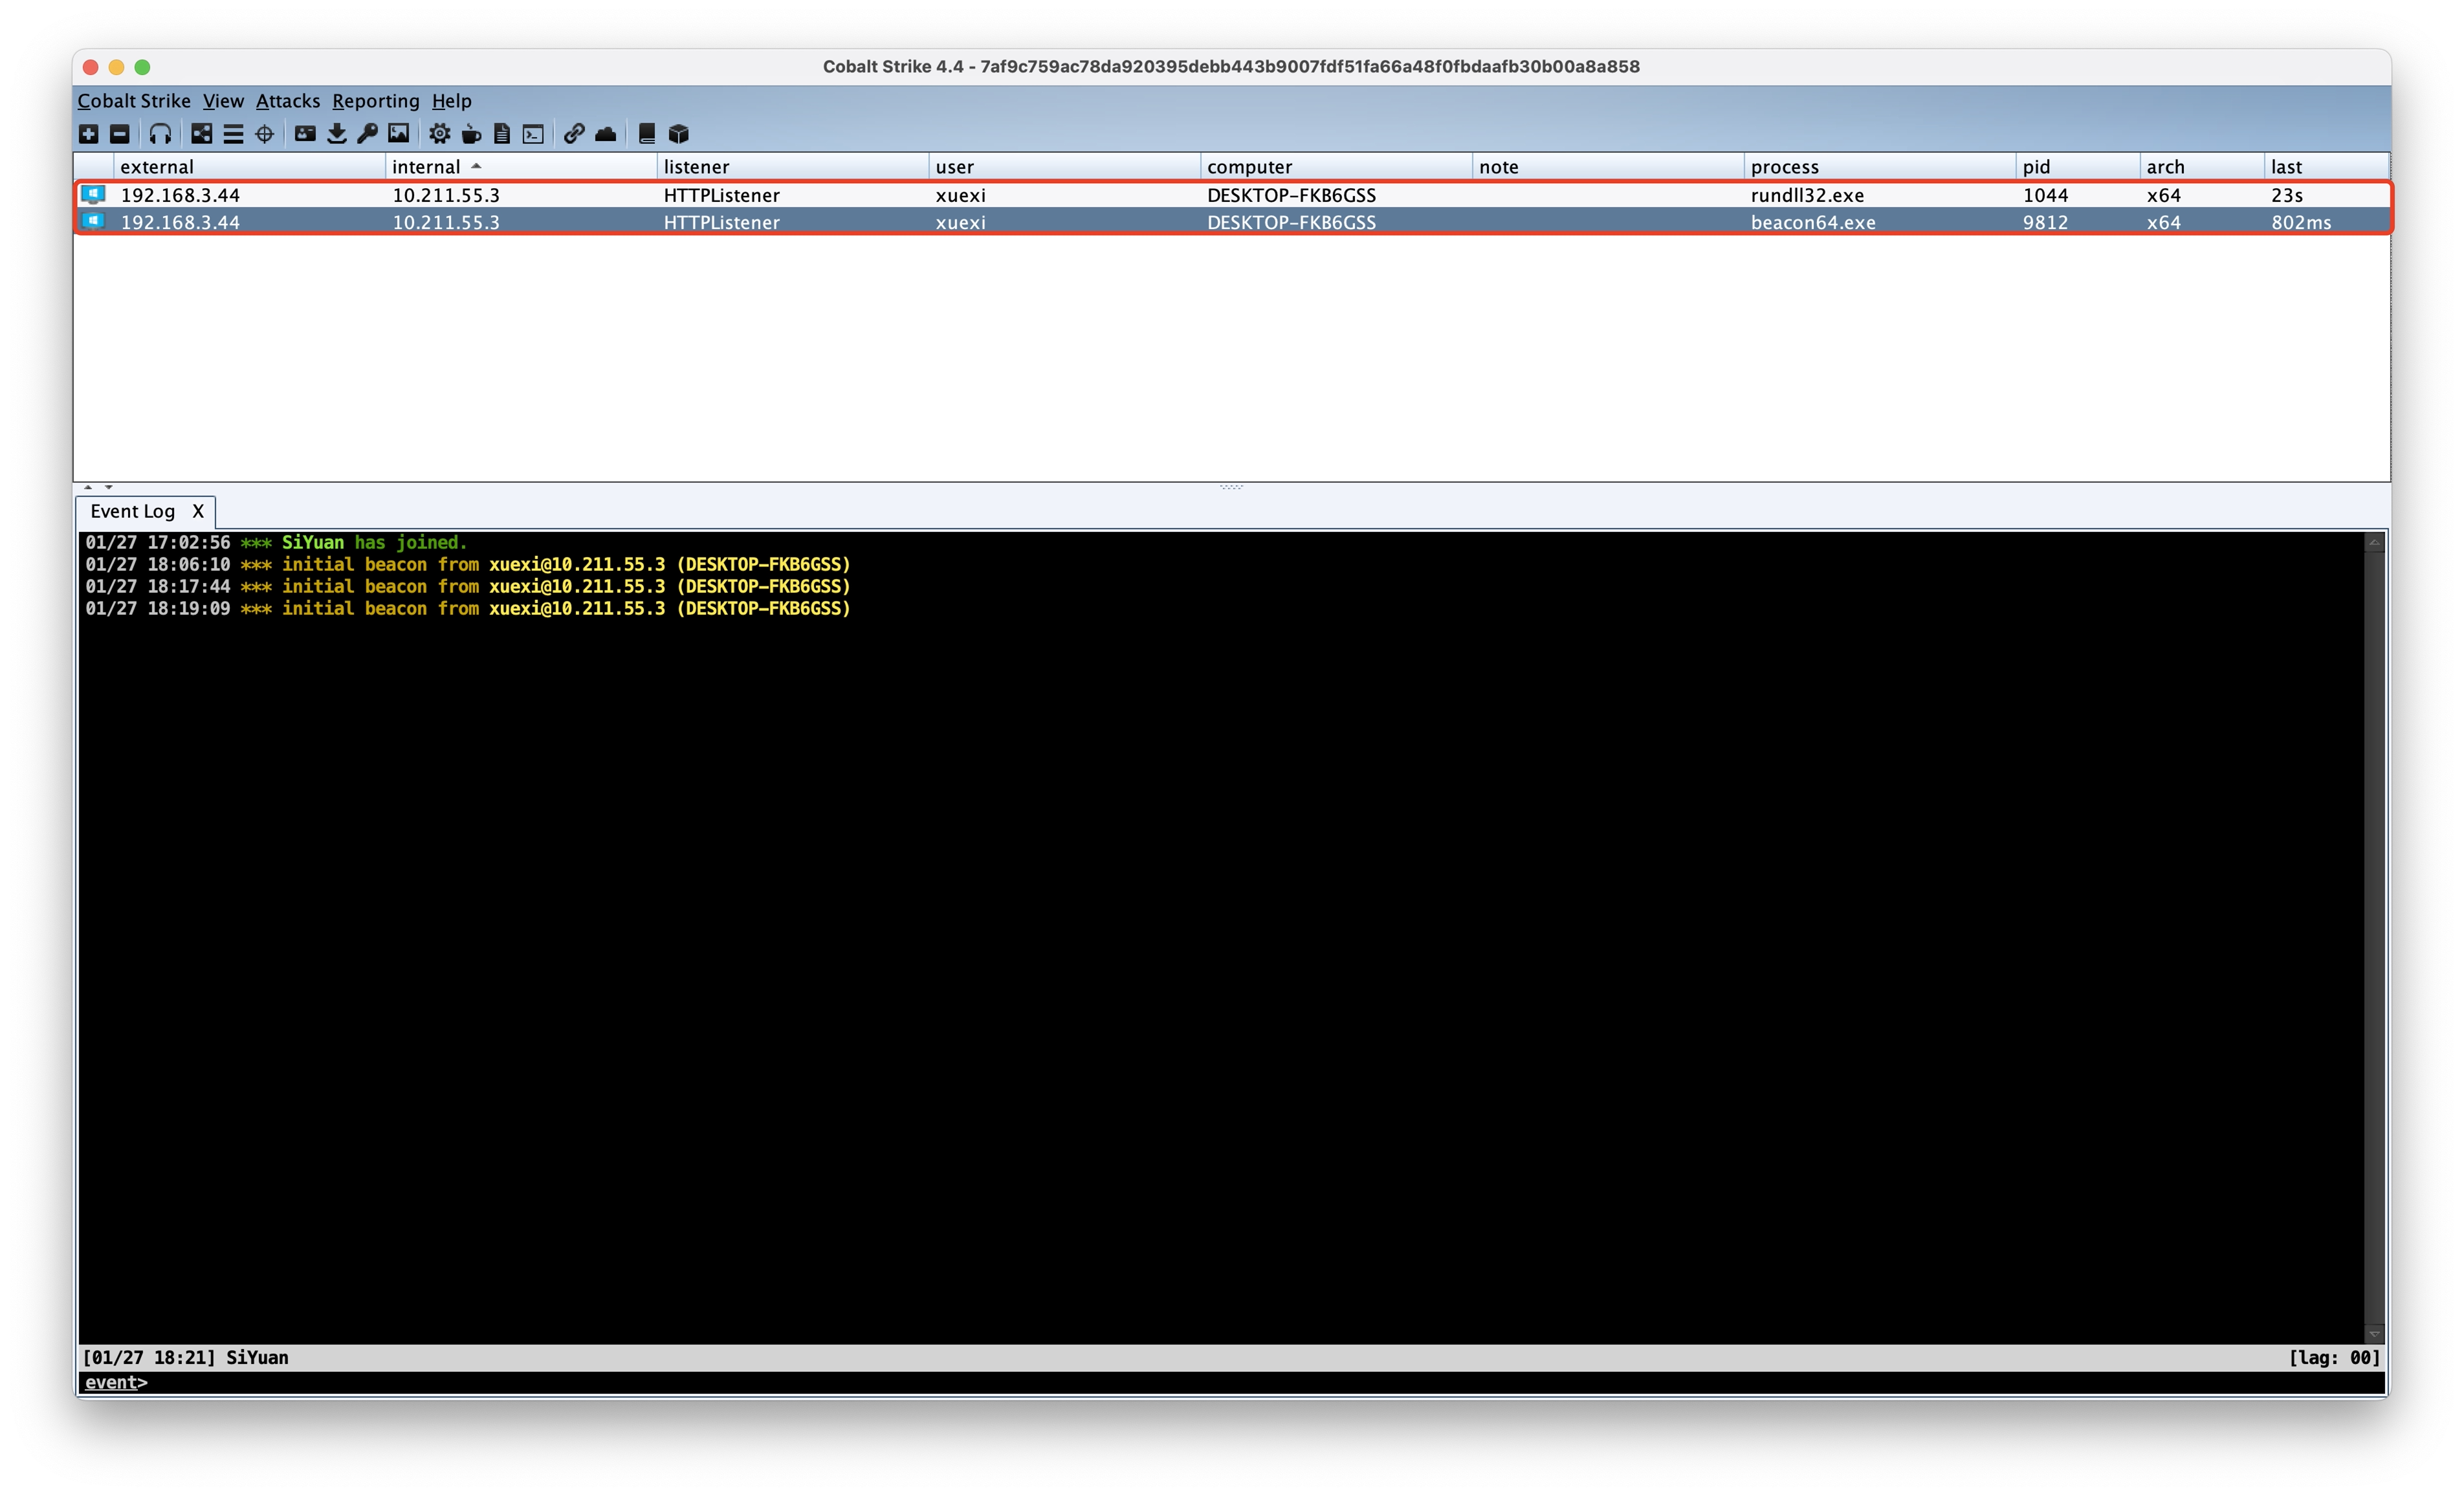 Cobalt Strike 4.4 - 7af9c759ac78da920395debb443b9007fdf51fa66a48f0fbdaafb30b00a8a858
Cobalt Strike View Attacks Reporting Help
external internal listener user computer note process pid arch last
192.168.3.44 10.211.55.3 HTTPListener xuexi DESKTOP-FKB6GSS rundll32.exe 1044 x64 23s
192.168.3.44 10.211.55.3 HTTPListener xuexi DESKTOP-FKB6GSS beacon64.exe 9812 x64 802ms
Event Log X
01/27 17:02:56 *** SiYuan has joined.
01/27 18:06:10 *** initial beacon from xuexi@10.211.55.3 (DESKTOP-FKB6GSS)
01/27 18:17:44 *** initial beacon from xuexi@10.211.55.3 (DESKTOP-FKB6GSS)
01/27 18:19:09 *** initial beacon from xuexi@10.211.55.3 (DESKTOP-FKB6GSS)
[01/27 18:21] SiYuan [lag: 00]
event>